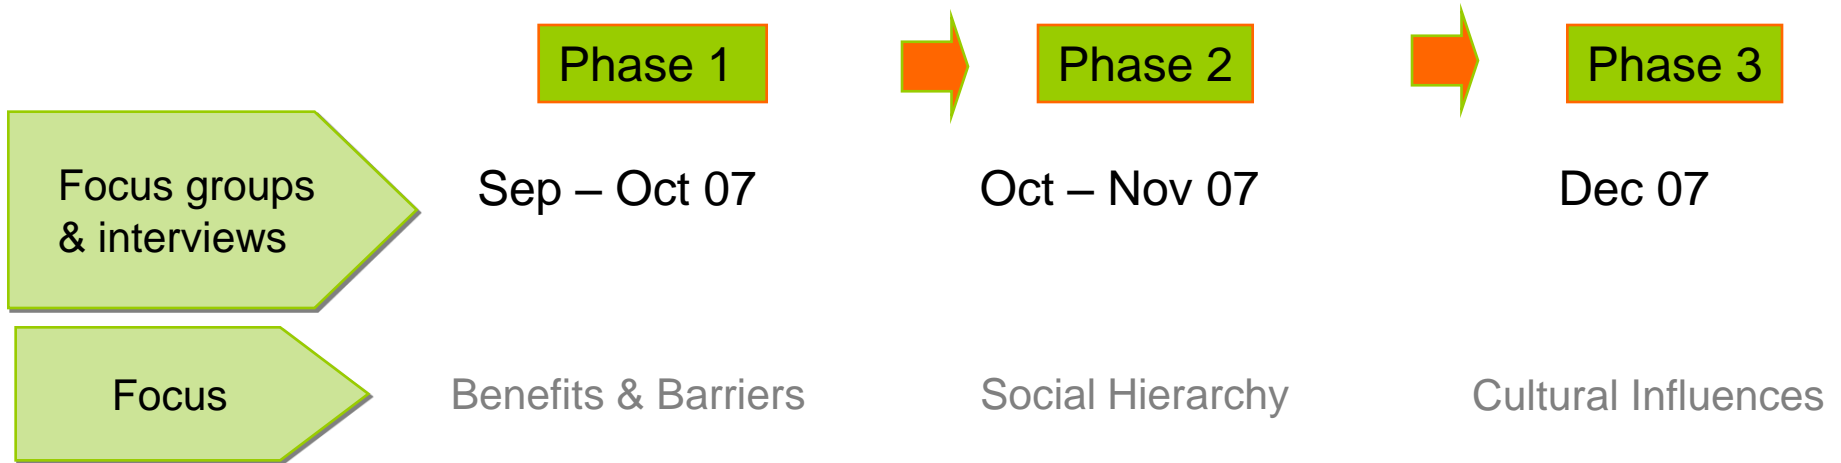 Phase 1
Phase 2
Phase 3
Focus groups
& interviews
Sep – Oct 07
Oct – Nov 07
Dec 07
Focus
Benefits & Barriers
Social Hierarchy
Cultural Influences